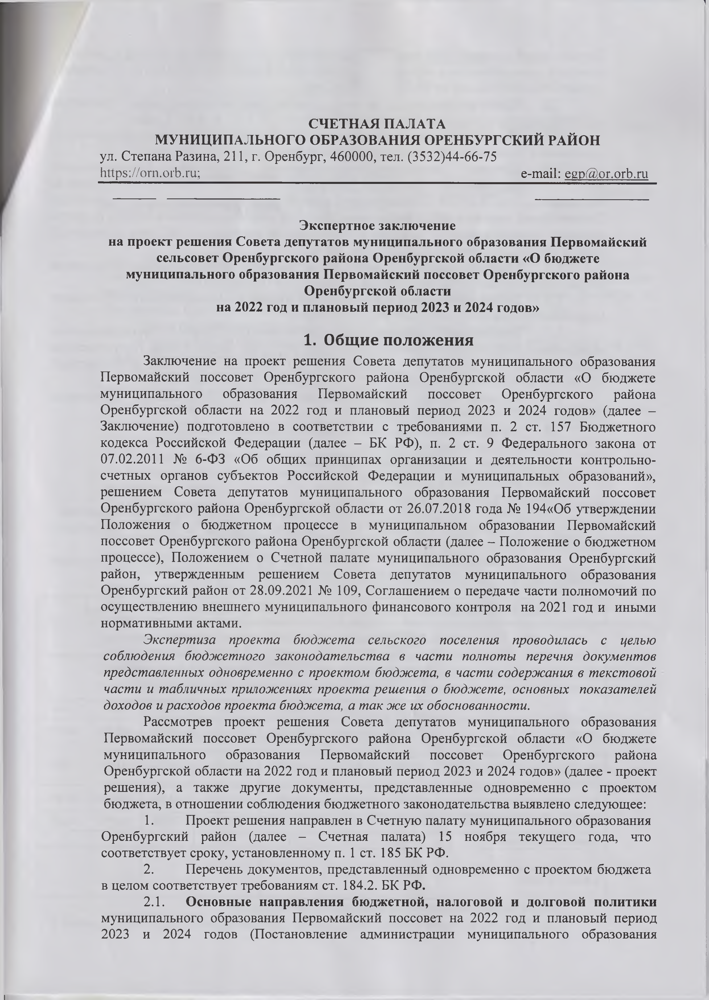 СЧЕТНАЯ ПАЛАТА
МУНИЦИПАЛЬНОГО ОБРАЗОВАНИЯ ОРЕНБУРГСКИЙ РАЙОН
ул. Степана Разина, 211, г. Оренбург, 460000, тел. (3532)44-66-75
https://orn.orb.ru; e-mail: egp@or.orb.ru
Экспертное заключение
на проект решения Совета депутатов муниципального образования Первомайский
сельсовет Оренбургского района Оренбургской области «О бюджете
муниципального образования Первомайский поссовет Оренбургского района
Оренбургской области
на 2022 год и плановый период 2023 и 2024 годов»
1. Общие положения
Заключение на проект решения Совета депутатов муниципального образования
Первомайский поссовет Оренбургского района Оренбургской области «О бюджете
муниципального образования Первомайский поссовет Оренбургского района
Оренбургской области на 2022 год и плановый период 2023 и 2024 годов» (далее –
Заключение) подготовлено в соответствии с требованиями п. 2 ст. 157 Бюджетного
кодекса Российской Федерации (далее – БК РФ), п. 2 ст. 9 Федерального закона от
07.02.2011 № 6-ФЗ «Об общих принципах организации и деятельности контрольно-
счетных органов субъектов Российской Федерации и муниципальных образований»,
решением Совета депутатов муниципального образования Первомайский поссовет
Оренбургского района Оренбургской области от 26.07.2018 года № 194«Об утверждении
Положения о бюджетном процессе в муниципальном образовании Первомайский
поссовет Оренбургского района Оренбургской области (далее – Положение о бюджетном
процессе), Положением о Счетной палате муниципального образования Оренбургский
район, утвержденным решением Совета депутатов муниципального образования
Оренбургский район от 28.09.2021 № 109, Соглашением о передаче части полномочий по
осуществлению внешнего муниципального финансового контроля на 2021 год и иными
нормативными актами.
Экспертиза проекта бюджета сельского поселения проводилась с целью
соблюдения бюджетного законодательства в части полноты перечня документов
представленных одновременно с проектом бюджета, в части содержания в текстовой
части и табличных приложениях проекта решения о бюджете, основных показателей
доходов и расходов проекта бюджета, а так же их обоснованности.
Рассмотрев проект решения Совета депутатов муниципального образования
Первомайский поссовет Оренбургского района Оренбургской области «О бюджете
муниципального образования Первомайский поссовет Оренбургского района
Оренбургской области на 2022 год и плановый период 2023 и 2024 годов» (далее - проект
решения), а также другие документы, представленные одновременно с проектом
бюджета, в отношении соблюдения бюджетного законодательства выявлено следующее:
1. Проект решения направлен в Счетную палату муниципального образования
Оренбургский район (далее – Счетная палата) 15 ноября текущего года, что
соответствует сроку, установленному п. 1 ст. 185 БК РФ.
2. Перечень документов, представленный одновременно с проектом бюджета
в целом соответствует требованиям ст. 184.2. БК РФ.
2.1. Основные направления бюджетной, налоговой и долговой политики
муниципального образования Первомайский поссовет на 2022 год и плановый период
2023 и 2024 годов (Постановление администрации муниципального образования